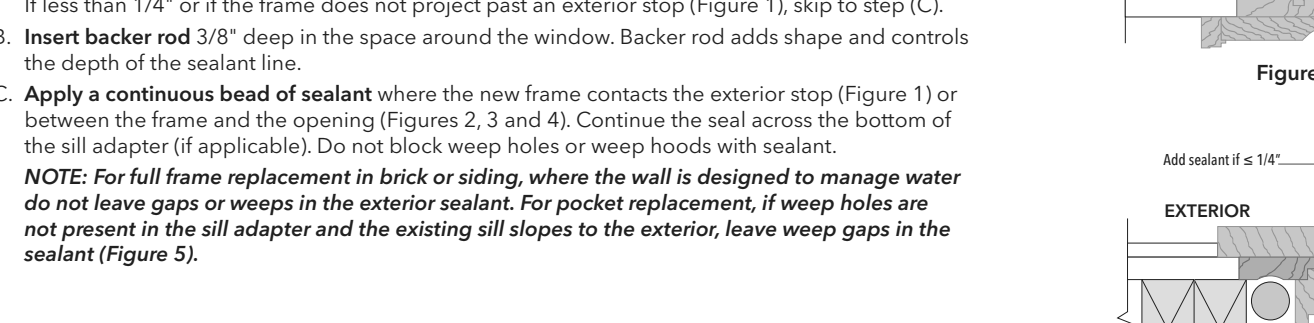 If less than 1/4" or if the frame does not project past an exterior stop (Figure 1), skip to step (C).
B. Insert backer rod 3/8" deep in the space around the window. Backer rod adds shape and controls
the depth of the sealant line.
C. Apply a continuous bead of sealant where the new frame contacts the exterior stop (Figure 1) or
between the frame and the opening (Figures 2, 3 and 4). Continue the seal across the bottom of
the sill adapter (if applicable). Do not block weep holes or weep hoods with sealant.
NOTE: For full frame replacement in brick or siding, where the wall is designed to manage water
do not leave gaps or weeps in the exterior sealant. For pocket replacement, if weep holes are
not present in the sill adapter and the existing sill slopes to the exterior, leave weep gaps in the
sealant (Figure 5).
Figure
Add sealant if ≤ 1/4"
EXTERIOR